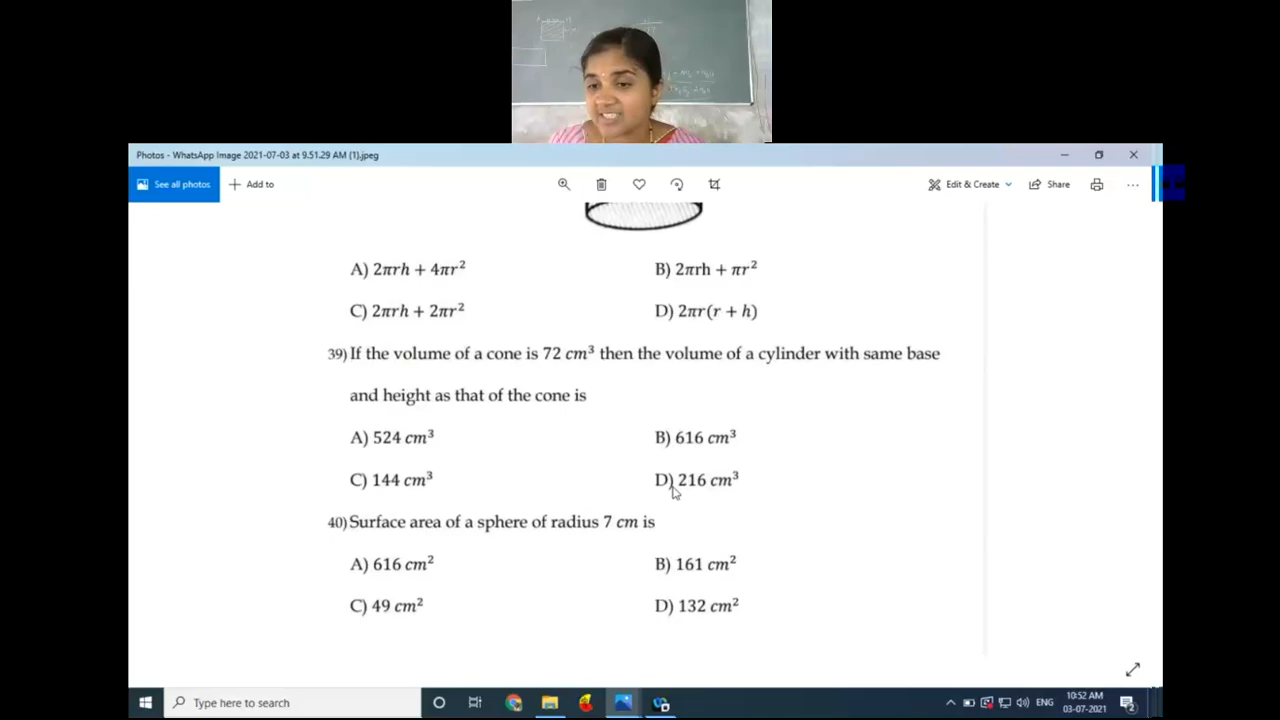 Photos - WhatsApp Image 2021-07-03 at 9.51.29 AM (1).jpeg
See all photos + Add to Edit & Create Share
A) 2πrh + 4πr² B) 2πrh + πr²
C) 2πrh + 2πr² D) 2πr(r + h)
39) If the volume of a cone is 72 cm³ then the volume of a cylinder with same base
and height as that of the cone is
A) 524 cm³ B) 616 cm³
C) 144 cm³ D) 216 cm³
40) Surface area of a sphere of radius 7 cm is
A) 616 cm² B) 161 cm²
C) 49 cm² D) 132 cm²
Type here to search ENG 10:52 AM
03-07-2021 2